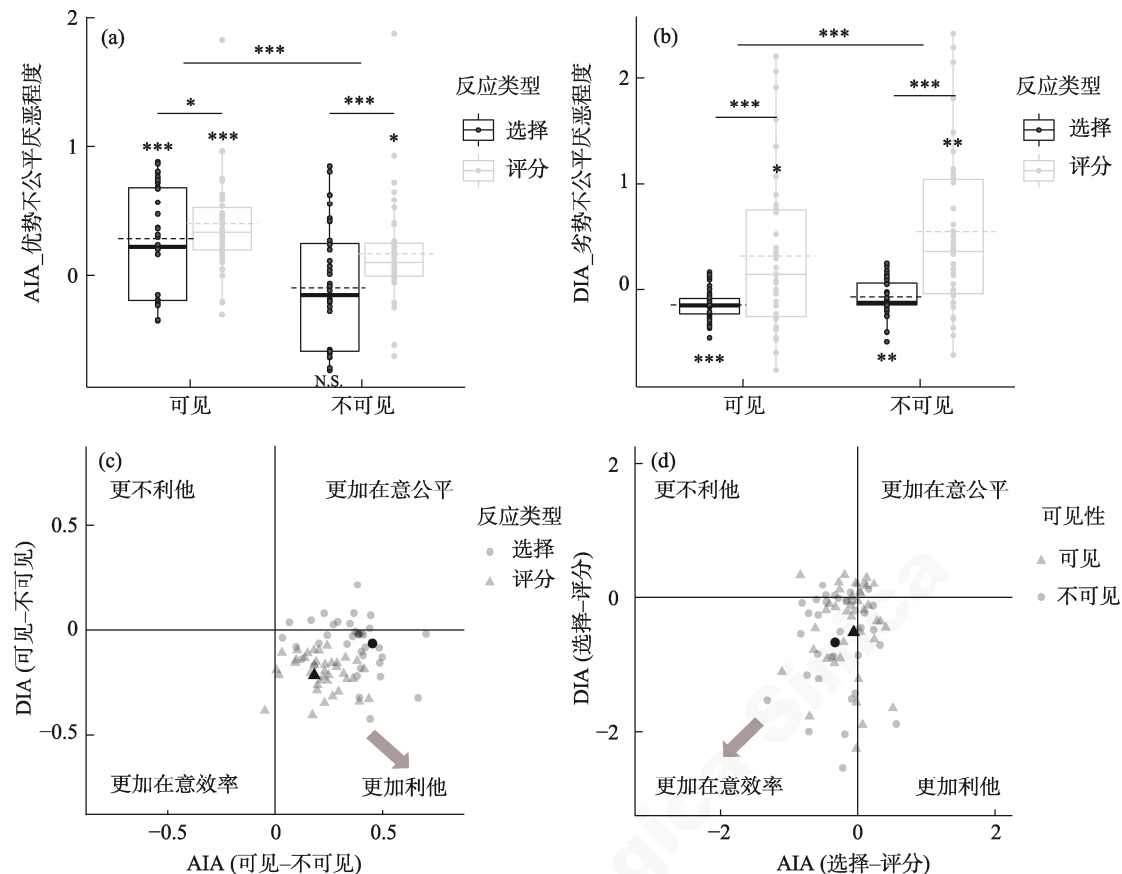 (a)
2
1
0
AIA_优势不公平厌恶程度
***
*
***
***
***
*
N.S.
可见
不可见
反应类型
选择
评分
(b)
2
1
0
DIA_劣势不公平厌恶程度
***
***
***
*
**
***
**
可见
不可见
反应类型
选择
评分
(c)
更不利他
更加在意公平
0.5
0
−0.5
DIA (可见–不可见)
更加在意效率
更加利他
−0.5
0
0.5
AIA (可见–不可见)
反应类型
选择
评分
(d)
更不利他
更加在意公平
2
0
−2
DIA (选择–评分)
更加在意效率
更加利他
−2
0
2
AIA (选择–评分)
可见性
可见
不可见